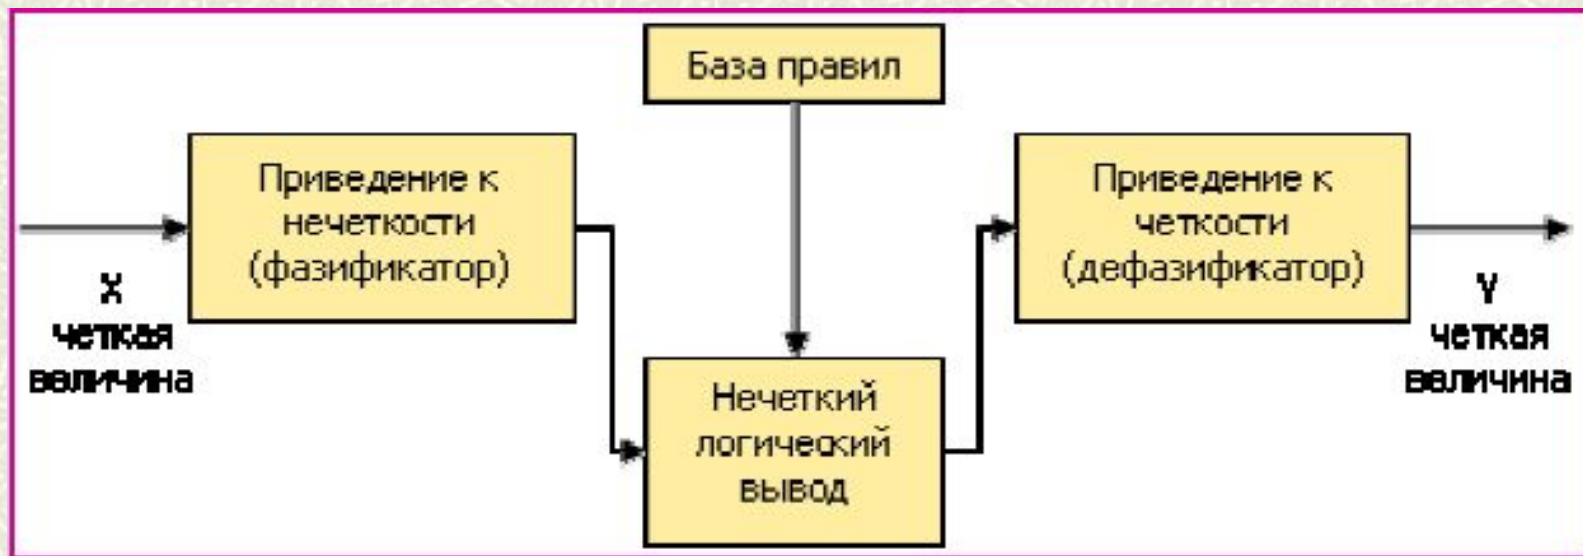 База правил
Приведение к
нечеткости
(фазификатор)
Приведение к
четкости
(дефазификатор)
X
четкая
величина
Y
четкая
величина
Нечеткий
логический
вывод